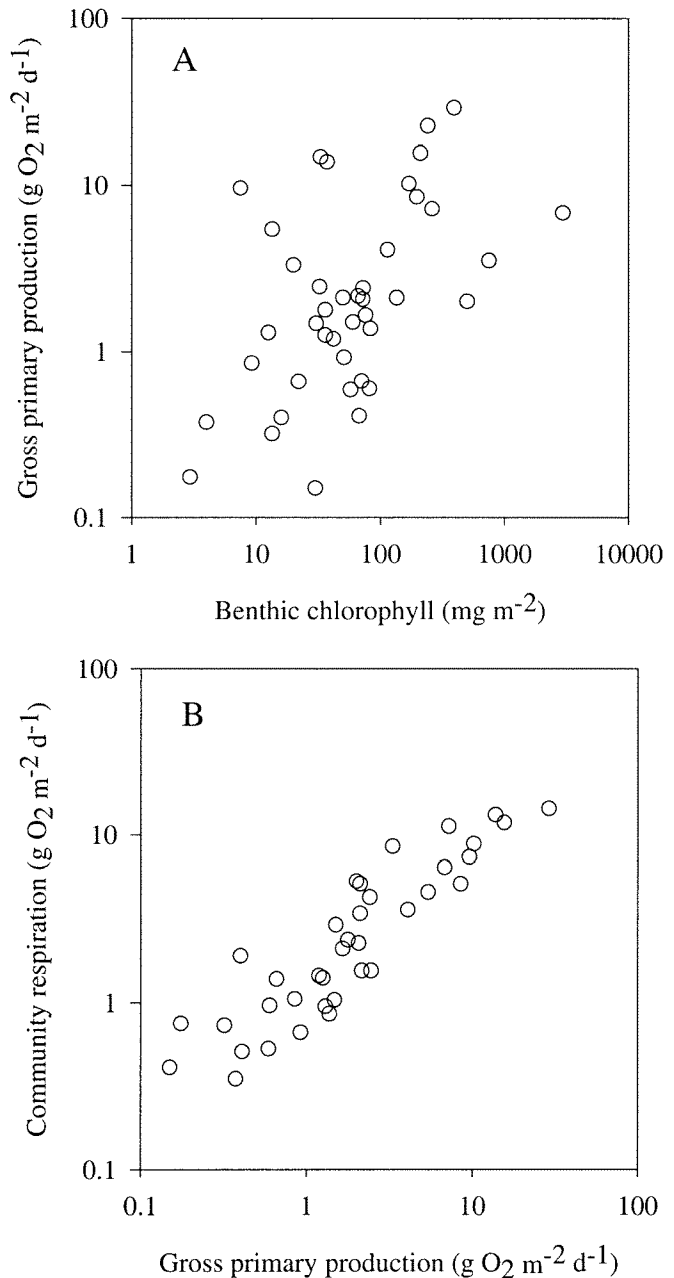 100
A
10
1
0.1
1 10 100 1000 10000
Gross primary production (g O2 m-2 d-1)
Benthic chlorophyll (mg m-2)
100
B
10
1
0.1
0.1 1 10 100
Community respiration (g O2 m-2 d-1)
Gross primary production (g O2 m-2 d-1)